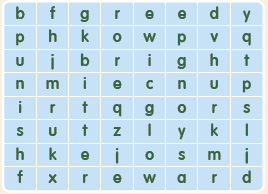 b f g r e e d y
p h k o w p v q
u j b r i g h t
n m i e c n u p
i r t q g o r s
s u t z l y k l
h k e j o s m j
f x r e w a r d